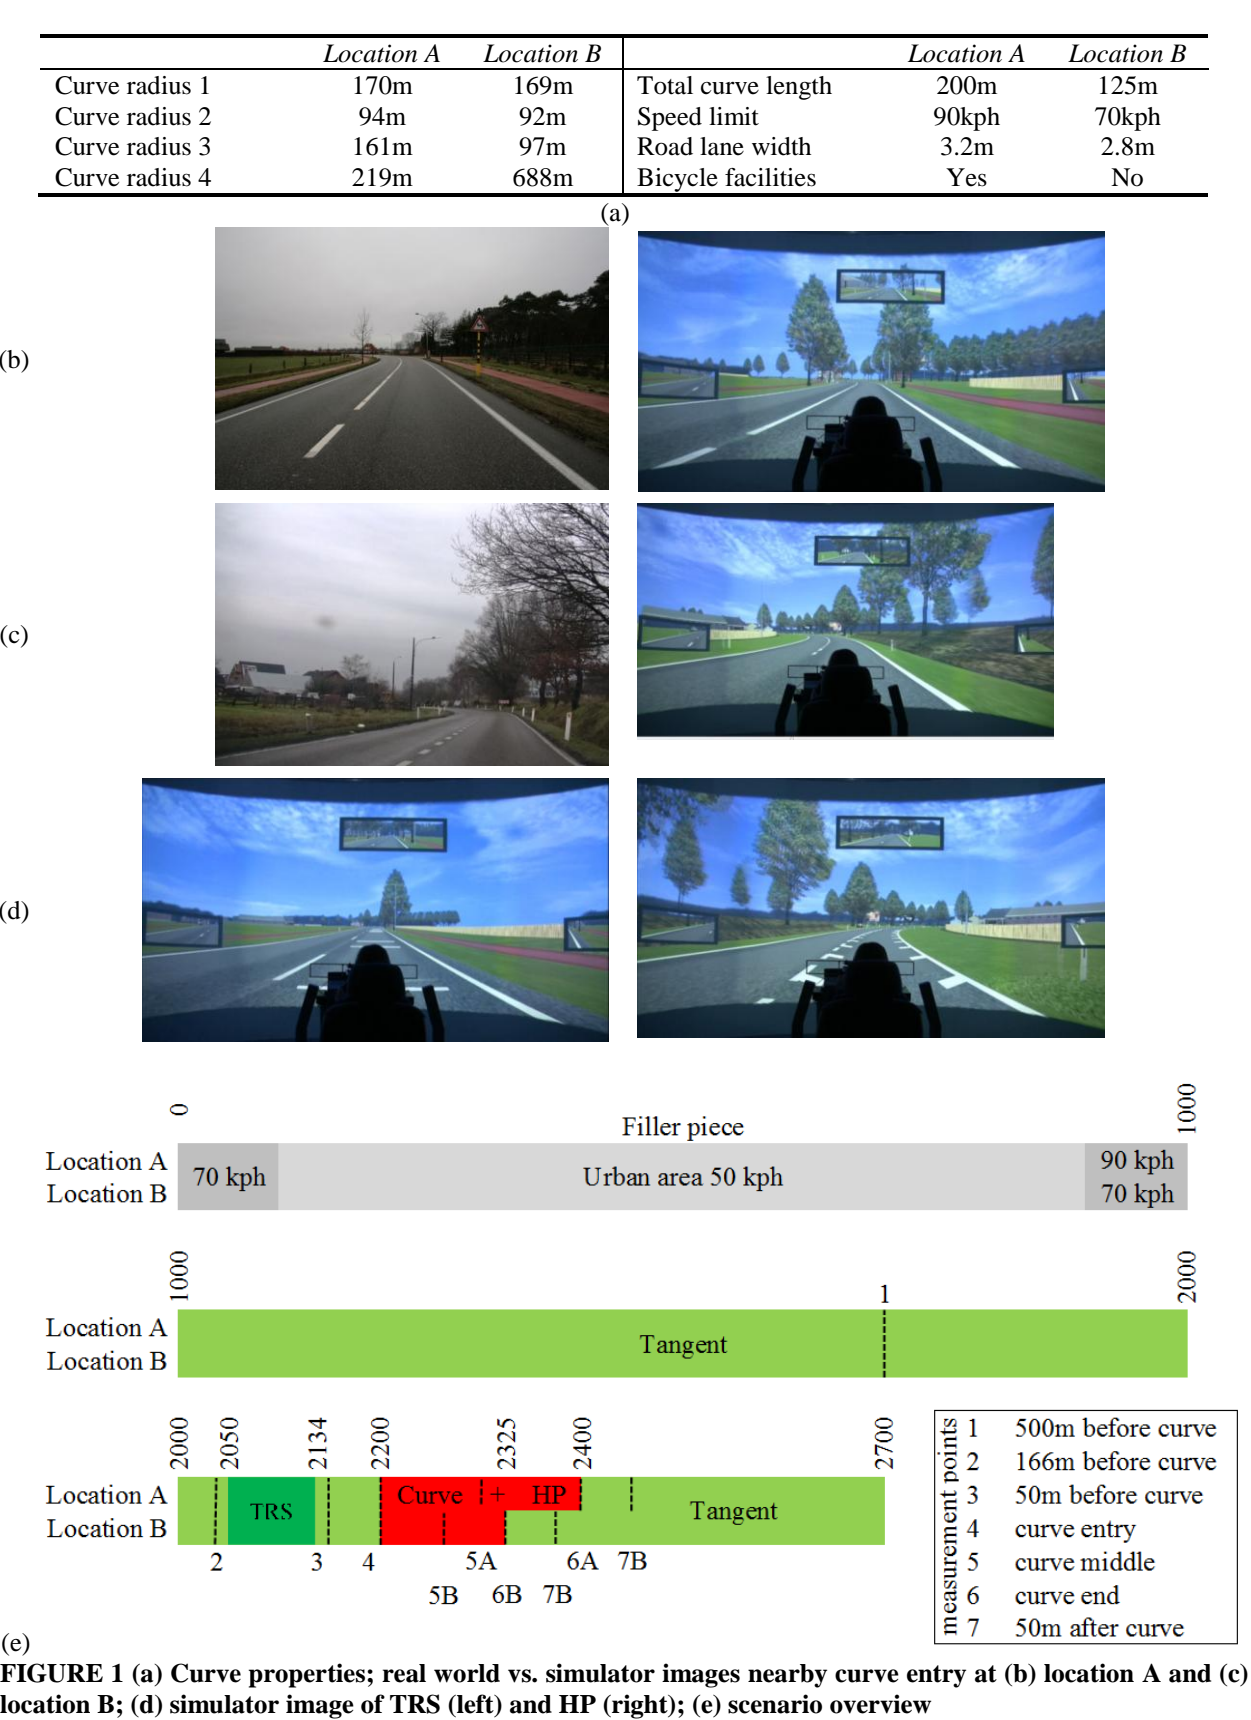 Location A Location B Location A Location B
Curve radius 1 170m 169m Total curve length 200m 125m
Curve radius 2 94m 92m Speed limit 90kph 70kph
Curve radius 3 161m 97m Road lane width 3.2m 2.8m
Curve radius 4 219m 688m Bicycle facilities Yes No
(a)
(b)
(c)
(d)
0 Filler piece 1000
Location A
Location B
70 kph
Urban area 50 kph
90 kph
70 kph
1000 1 2000
Location A
Location B
Tangent
2000 2050 2134 2200 2325 2400 2700
Location A
Location B
TRS
Curve + HP
Tangent
2 3 4 5A 6A 7B
5B 6B 7B
measurement points
1 500m before curve
2 166m before curve
3 50m before curve
4 curve entry
5 curve middle
6 curve end
7 50m after curve
(e)
FIGURE 1 (a) Curve properties; real world vs. simulator images nearby curve entry at (b) location A and (c)
location B; (d) simulator image of TRS (left) and HP (right); (e) scenario overview